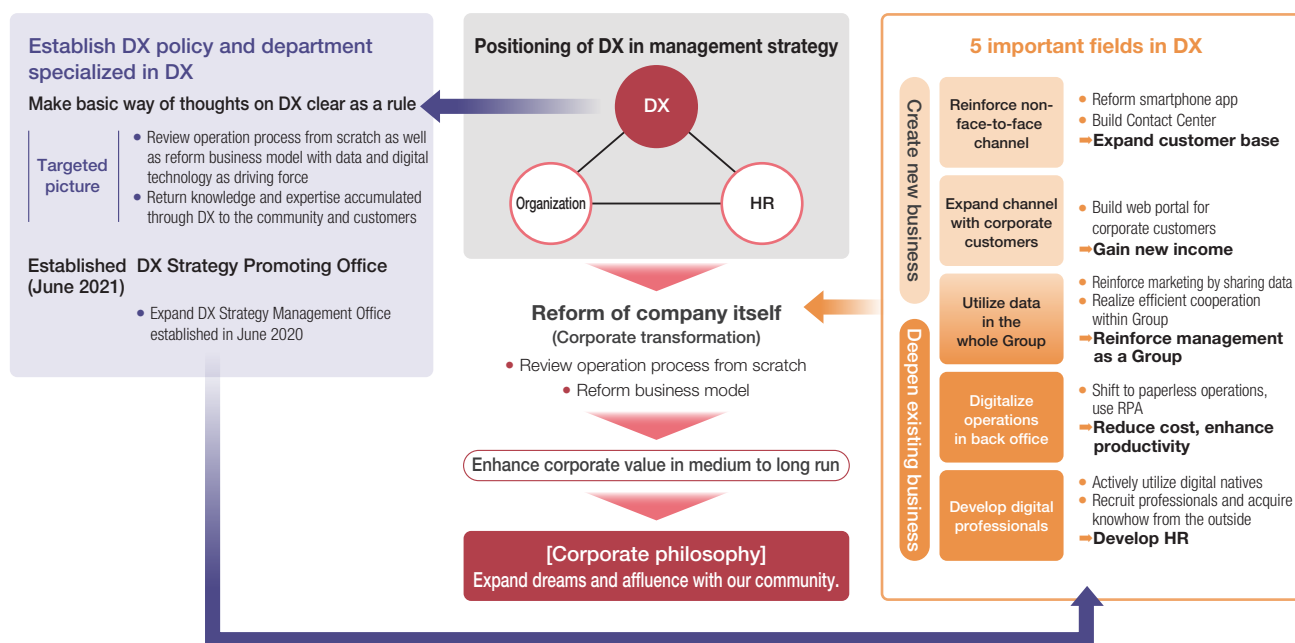 Establish DX policy and department
specialized in DX
Make basic way of thoughts on DX clear as a rule
Targeted
picture
• Review operation process from scratch as well
as reform business model with data and digital
technology as driving force
• Return knowledge and expertise accumulated
through DX to the community and customers
Established DX Strategy Promoting Office
(June 2021)
• Expand DX Strategy Management Office
established in June 2020
Positioning of DX in management strategy
DX
Organization
HR
Reform of company itself
(Corporate transformation)
• Review operation process from scratch
• Reform business model
Enhance corporate value in medium to long run
[Corporate philosophy]
Expand dreams and affluence with our community.
5 important fields in DX
Create new business
Deepen existing business
Reinforce non-
face-to-face
channel
• Reform smartphone app
• Build Contact Center
➡Expand customer base
Expand channel
with corporate
customers
• Build web portal for
corporate customers
➡Gain new income
Utilize data
in the
whole Group
• Reinforce marketing by sharing data
• Realize efficient cooperation
within Group
➡Reinforce management
as a Group
Digitalize
operations
in back office
• Shift to paperless operations,
use RPA
➡Reduce cost, enhance
productivity
Develop digital
professionals
• Actively utilize digital natives
• Recruit professionals and acquire
knowhow from the outside
➡Develop HR